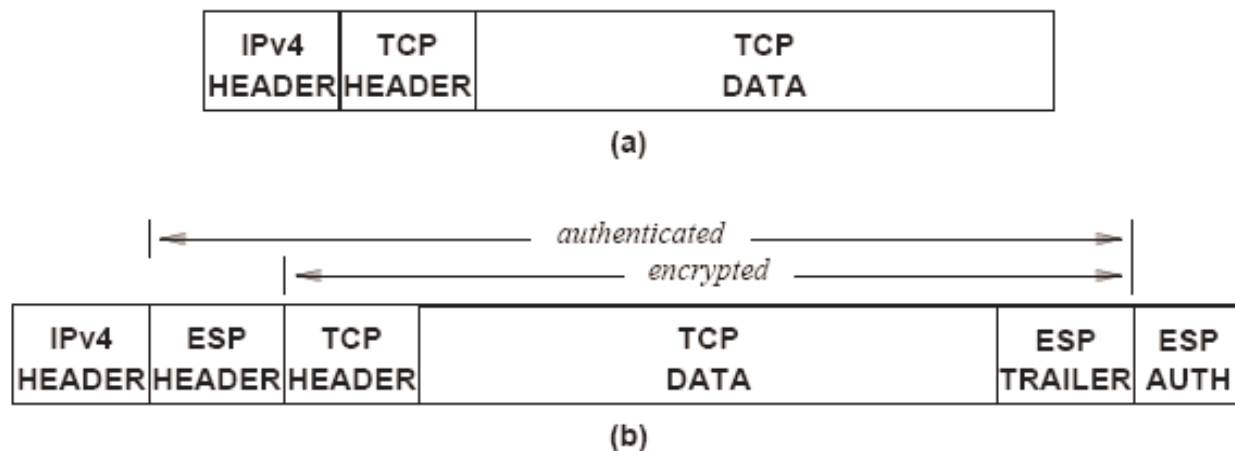 IPv4 TCP TCP
HEADER HEADER DATA
(a)
authenticated
encrypted
IPv4 ESP TCP TCP ESP ESP
HEADER HEADER HEADER DATA TRAILER AUTH
(b)